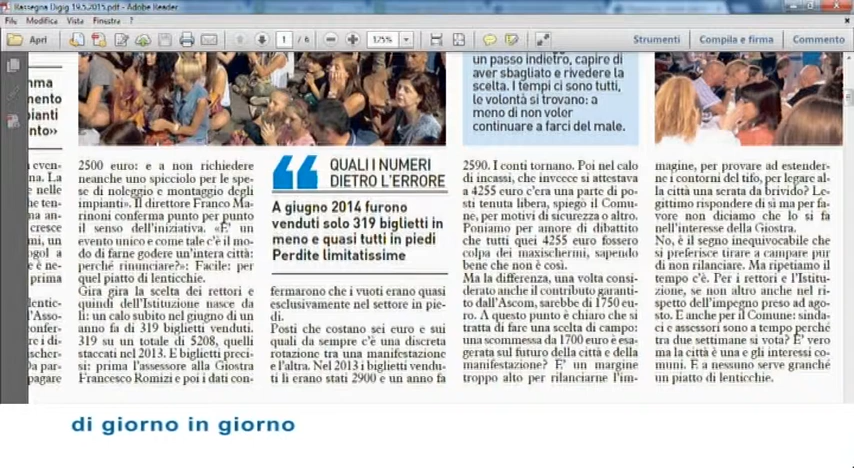 Rassegna Digig 19.5.2015.pdf - Adobe Reader
File Modifica Vista Finestra ?
Apri 1 / 6 125% Strumenti Compila e firma Commento
mma
mento
pianti
nto»
un passo indietro, capire di
aver sbagliato e rivedere la
scelta. I tempi ci sono tutti,
le volontà si trovano: a
meno di non voler
continuare a farci del male.
2500 euro: e a non richiedere
neanche uno spicciolo per le spe-
se di noleggio e montaggio degli
impianti». Il direttore Franco Ma-
rinoni conferma punto per punto
il senso dell'iniziativa. «E' un
evento unico e come tale c'è il mo-
do di farne godere un'intera città:
perché rinunciare?»: Facile: per
quel piatto di lenticchie.
Gira gira la scelta dei rettori e
quindi dell'Istituzione nasce da
lì: un calo subito nel giugno di un
anno fa di 319 biglietti venduti.
319 su un totale di 5208, quelli
staccati nel 2013. E biglietti preci-
si: prima l'assessore alla Giostra
Francesco Romizi e poi i dati con-
QUALI I NUMERI
DIETRO L'ERRORE
A giugno 2014 furono
venduti solo 319 biglietti in
meno e quasi tutti in piedi
Perdite limitatissime
fermarono che i vuoti erano quasi
esclusivamente nel settore in pie-
di.
Posti che costano sei euro e sui
quali da sempre c'è una discreta
rotazione tra una manifestazione
e l'altra. Nel 2013 i biglietti vendu-
ti lì erano stati 2900 e un anno fa
2590. I conti tornano. Poi nel calo
di incassi, che invece si attestava
a 4255 euro c'era una parte di po-
sti tenuta libera, spiegò il Comu-
ne, per motivi di sicurezza o altro.
Poniamo per amore di dibattito
che tutti quei 4255 euro fossero
colpa dei maxischermi, sapendo
bene che non è così.
Ma la differenza, una volta consi-
derato anche il contributo garanti-
to dall'Ascom, sarebbe di 1750 eu-
ro. A questo punto è chiaro che si
tratta di fare una scelta di campo:
una scommessa da 1700 euro è esa-
gerata sul futuro della città e della
manifestazione? E' un margine
troppo alto per rilanciarne l'im-
magine, per provare ad estender-
ne i contorni del tifo, per legare al-
la città una serata da brivido? Le-
gittimo rispondere di sì ma per fa-
vore non diciamo che lo si fa
nell'interesse della Giostra.
No, è il segno inequivocabile che
si preferisce tirare a campare pur
di non rilanciare. Ma ripetiamo il
tempo c'è. Per i rettori e l'Istitu-
zione, se non altro anche nel ri-
spetto dell'impegno preso ad ago-
sto. E anche per il Comune: sinda-
ci e assessori sono a tempo perché
tra due settimane si vota? E' vero
ma la città è una e gli interessi co-
muni. E a nessuno serve granché
un piatto di lenticchie.
di giorno in giorno